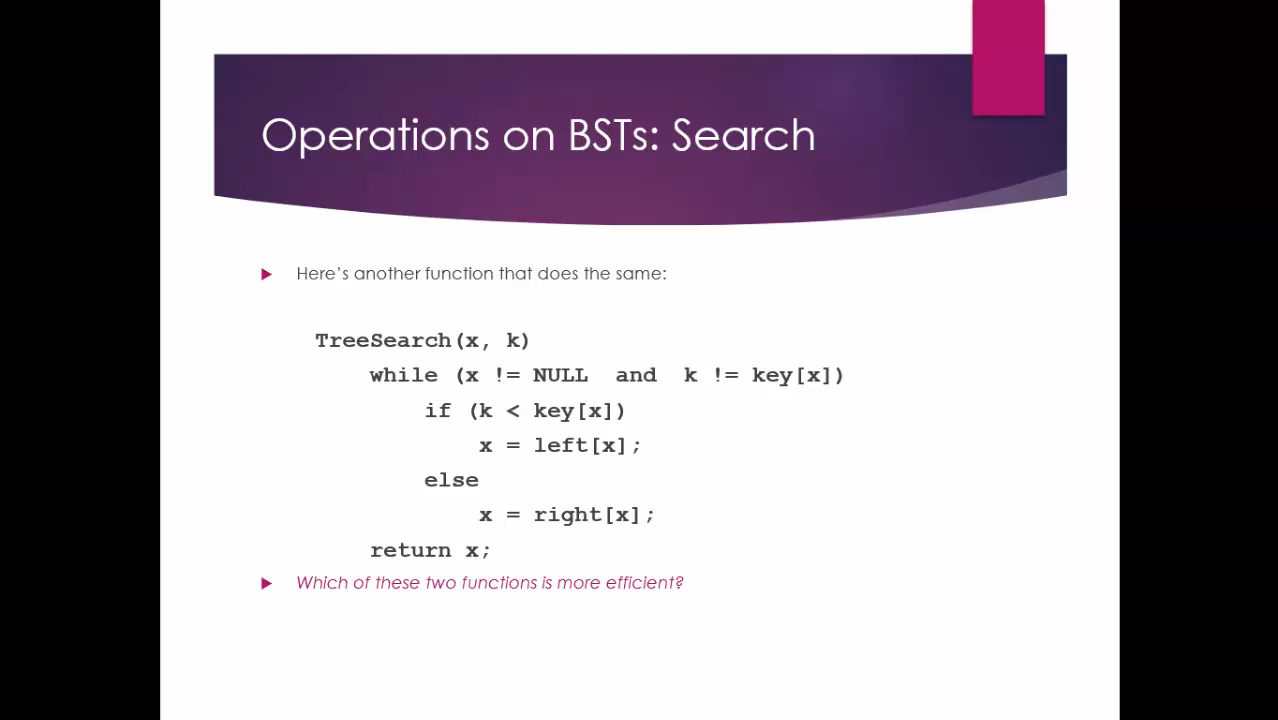 Operations on BSTs: Search
Here's another function that does the same:
TreeSearch(x, k)
while (x != NULL and k != key[x])
if (k < key[x])
x = left[x];
else
x = right[x];
return x;
Which of these two functions is more efficient?